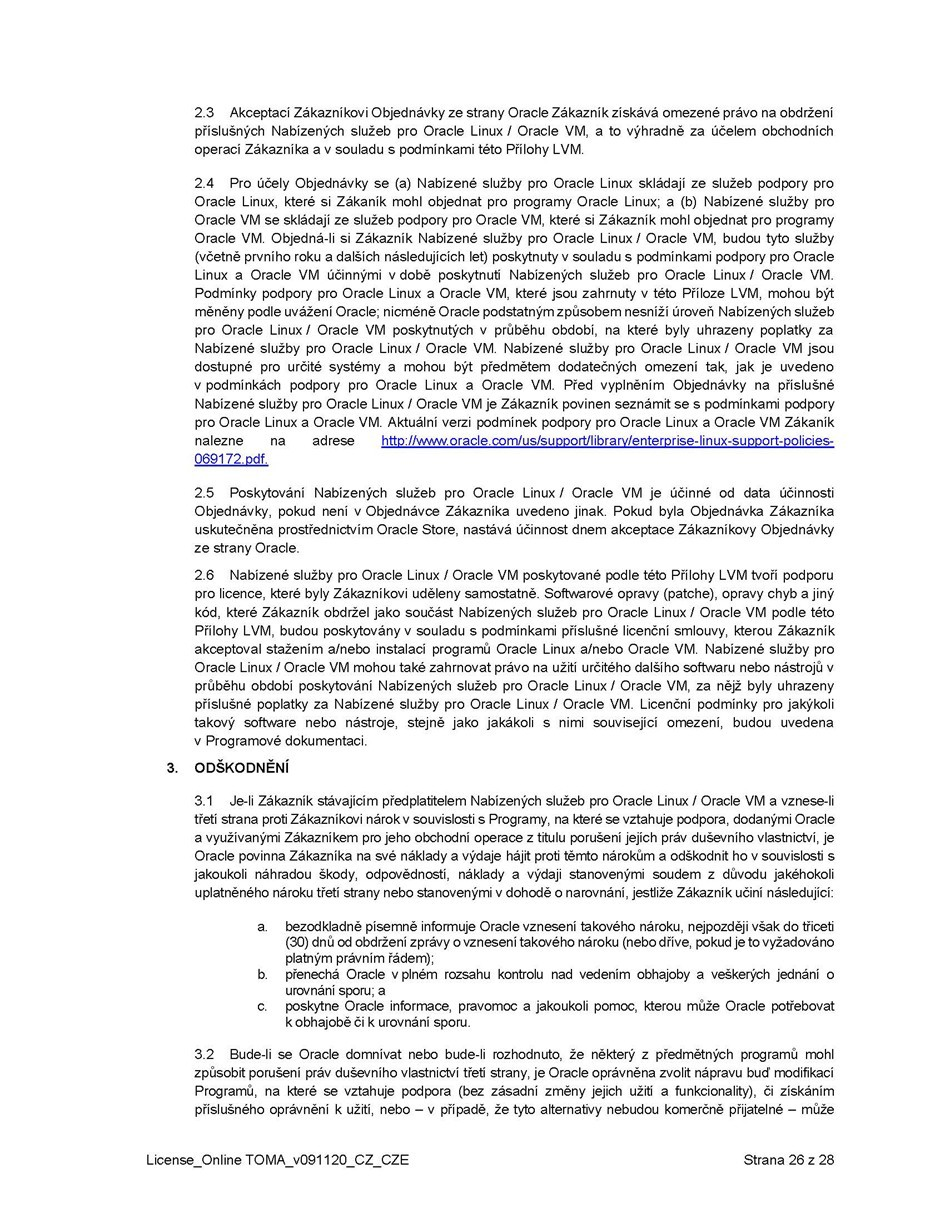 2.3 Akceptací Zákazníkovi Objednávky ze strany Oracle Zákazník získává omezené právo na obdržení
příslušných Nabízených služeb pro Oracle Linux / Oracle VM, a to výhradně za účelem obchodních
operací Zákazníka a v souladu s podmínkami této Přílohy LVM.
2.4 Pro účely Objednávky se (a) Nabízené služby pro Oracle Linux skládají ze služeb podpory pro
Oracle Linux, které si Zákaník mohl objednat pro programy Oracle Linux; a (b) Nabízené služby pro
Oracle VM se skládají ze služeb podpory pro Oracle VM, které si Zákazník mohl objednat pro programy
Oracle VM. Objedná-li si Zákazník Nabízené služby pro Oracle Linux / Oracle VM, budou tyto služby
(včetně prvního roku a dalších následujících let) poskytnuty v souladu s podmínkami podpory pro Oracle
Linux a Oracle VM účinnými v době poskytnutí Nabízených služeb pro Oracle Linux / Oracle VM.
Podmínky podpory pro Oracle Linux a Oracle VM, které jsou zahrnuty v této Příloze LVM, mohou být
měněny podle uvážení Oracle; nicméně Oracle podstatným způsobem nesníží úroveň Nabízených služeb
pro Oracle Linux / Oracle VM poskytnutých v průběhu období, na které byly uhrazeny poplatky za
Nabízené služby pro Oracle Linux / Oracle VM. Nabízené služby pro Oracle Linux / Oracle VM jsou
dostupné pro určité systémy a mohou být předmětem dodatečných omezení tak, jak je uvedeno
v podmínkách podpory pro Oracle Linux a Oracle VM. Před vyplněním Objednávky na příslušné
Nabízené služby pro Oracle Linux / Oracle VM je Zákazník povinen seznámit se s podmínkami podpory
pro Oracle Linux a Oracle VM. Aktuální verzi podmínek podpory pro Oracle Linux a Oracle VM Zákaník
nalezne na adrese http://www.oracle.com/us/support/library/enterprise-linux-support-policies-
069172.pdf.
2.5 Poskytování Nabízených služeb pro Oracle Linux / Oracle VM je účinné od data účinnosti
Objednávky, pokud není v Objednávce Zákazníka uvedeno jinak. Pokud byla Objednávka Zákazníka
uskutečněna prostřednictvím Oracle Store, nastává účinnost dnem akceptace Zákazníkovy Objednávky
ze strany Oracle.
2.6 Nabízené služby pro Oracle Linux / Oracle VM poskytované podle této Přílohy LVM tvoří podporu
pro licence, které byly Zákazníkovi uděleny samostatně. Softwarové opravy (patche), opravy chyb a jiný
kód, které Zákazník obdržel jako součást Nabízených služeb pro Oracle Linux / Oracle VM podle této
Přílohy LVM, budou poskytovány v souladu s podmínkami příslušné licenční smlouvy, kterou Zákazník
akceptoval stažením a/nebo instalací programů Oracle Linux a/nebo Oracle VM. Nabízené služby pro
Oracle Linux / Oracle VM mohou také zahrnovat právo na užití určitého dalšího softwaru nebo nástrojů v
průběhu období poskytování Nabízených služeb pro Oracle Linux / Oracle VM, za nějž byly uhrazeny
příslušné poplatky za Nabízené služby pro Oracle Linux / Oracle VM. Licenční podmínky pro jakýkoli
takový software nebo nástroje, stejně jako jakákoli s nimi související omezení, budou uvedena
v Programové dokumentaci.
3. ODŠKODNĚNÍ
3.1 Je-li Zákazník stávajícím předplatitelem Nabízených služeb pro Oracle Linux / Oracle VM a vznese-li
třetí strana proti Zákazníkovi nárok v souvislosti s Programy, na které se vztahuje podpora, dodanými Oracle
a využívanými Zákazníkem pro jeho obchodní operace z titulu porušení jejich práv duševního vlastnictví, je
Oracle povinna Zákazníka na své náklady a výdaje hájit proti těmto nárokům a odškodnit ho v souvislosti s
jakoukoli náhradou škody, odpovědností, náklady a výdaji stanovenými soudem z důvodu jakéhokoli
uplatněného nároku třetí strany nebo stanovenými v dohodě o narovnání, jestliže Zákazník učiní následující:
a. bezodkladně písemně informuje Oracle vznesení takového nároku, nejpozději však do třiceti
(30) dnů od obdržení zprávy o vznesení takového nároku (nebo dříve, pokud je to vyžadováno
platným právním řádem);
b. přenechá Oracle v plném rozsahu kontrolu nad vedením obhajoby a veškerých jednání o
urovnání sporu; a
c. poskytne Oracle informace, pravomoc a jakoukoli pomoc, kterou může Oracle potřebovat
k obhajobě či k urovnání sporu.
3.2 Bude-li se Oracle domnívat nebo bude-li rozhodnuto, že některý z předmětných programů mohl
způsobit porušení práv duševního vlastnictví třetí strany, je Oracle oprávněna zvolit nápravu buď modifikací
Programů, na které se vztahuje podpora (bez zásadní změny jejich užití a funkcionality), či získáním
příslušného oprávnění k užití, nebo – v případě, že tyto alternativy nebudou komerčně přijatelné – může
License_Online TOMA_v091120_CZ_CZE Strana 26 z 28